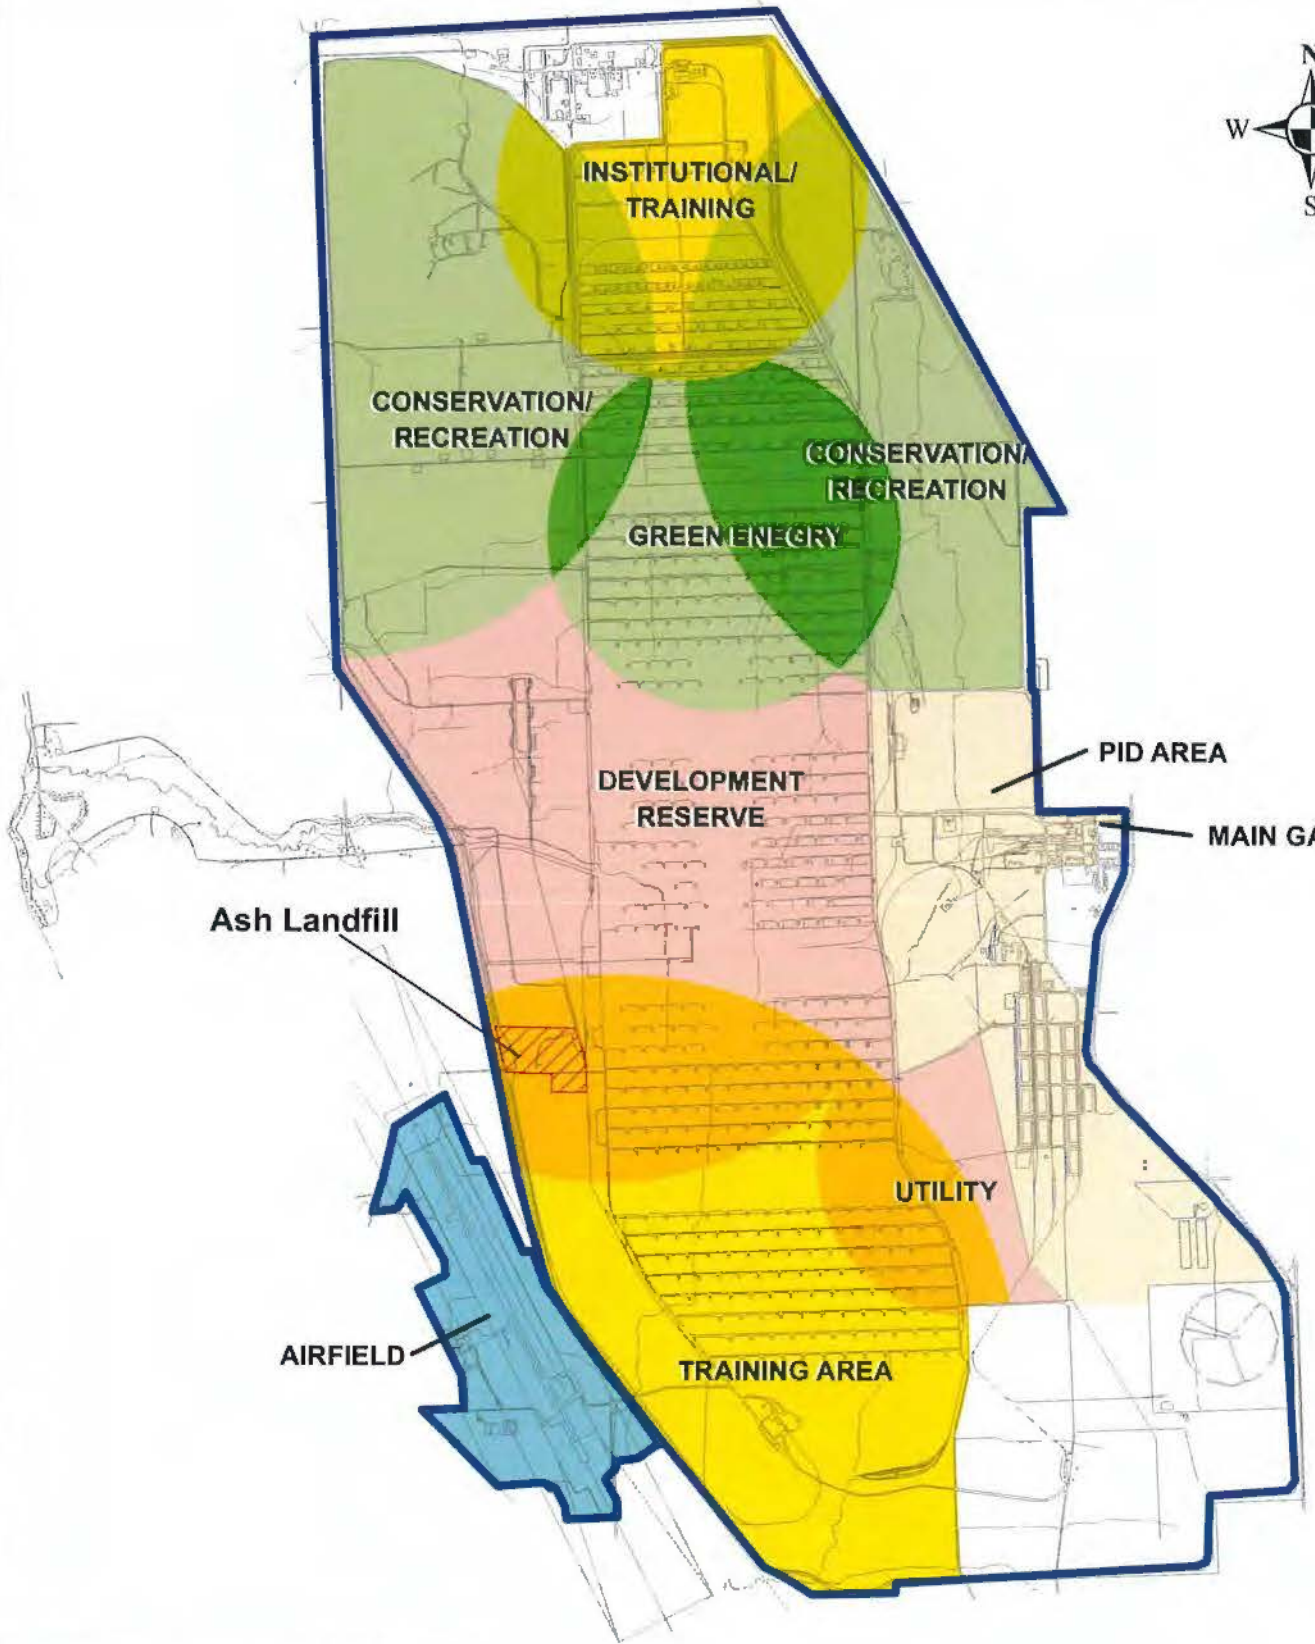 N
W
S
INSTITUTIONAL/
TRAINING
CONSERVATION/
RECREATION
CONSERVATION/
RECREATION
GREEN ENEGRY
PID AREA
DEVELOPMENT
RESERVE
MAIN GA
Ash Landfill
UTILITY
AIRFIELD
TRAINING AREA